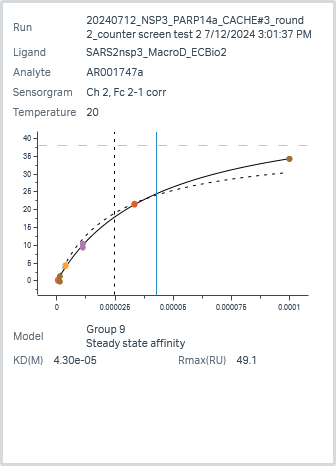 Run 20240712_NSP3_PARP14a_CACHE#3_round
2_counter screen test 2 7/12/2024 3:01:37 PM
Ligand SARS2nsp3_MacroD_ECBio2
Analyte AR001747a
Sensorgram Ch 2, Fc 2-1 corr
Temperature 20
40
35
30
25
20
15
10
5
0
0 0.000025 0.00005 0.000075 0.0001
Model Group 9
Steady state affinity
KD(M) 4.30e-05 Rmax(RU) 49.1